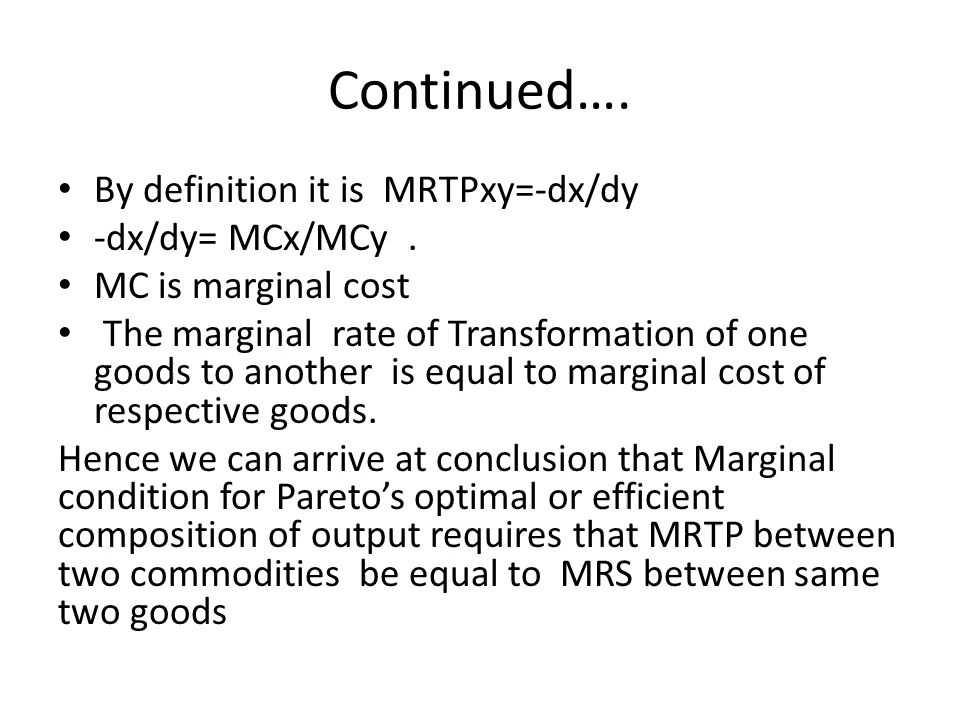 Continued….
• By definition it is  MRTPxy=-dx/dy
• -dx/dy= MCx/MCy  .
• MC is marginal cost
•  The marginal  rate of Transformation of one
goods to another  is equal to marginal cost of
respective goods.
Hence we can arrive at conclusion that Marginal
condition for Pareto’s optimal or efficient
composition of output requires that MRTP between
two commodities  be equal to  MRS between same
two goods